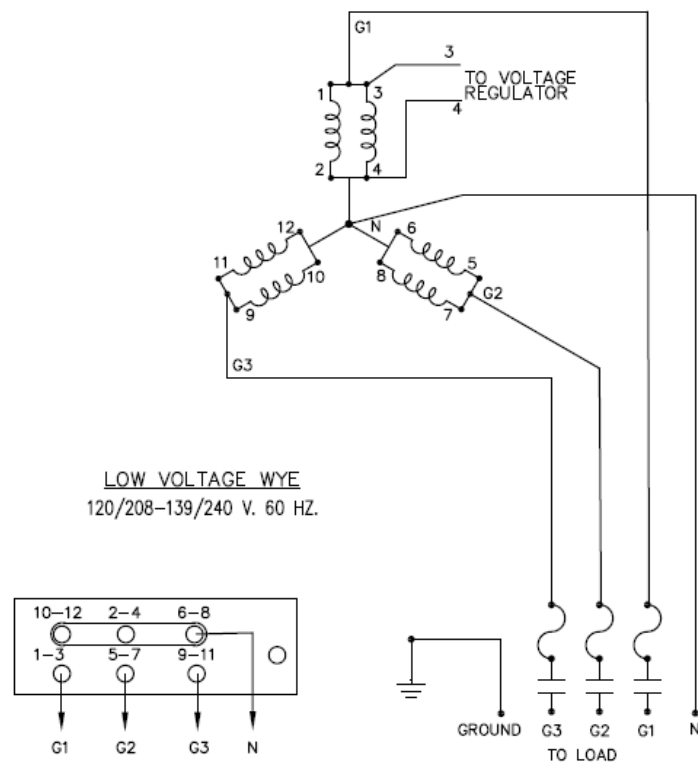 G1
3
TO VOLTAGE
REGULATOR
4
1 3
2 4
N
12 6
11 5
10 8
9 7
G2
G3
LOW VOLTAGE WYE
120/208-139/240 V. 60 HZ.
10-12 2-4 6-8
1-3 5-7 9-11
G1 G2 G3 N
GROUND G3 G2 G1 N
TO LOAD